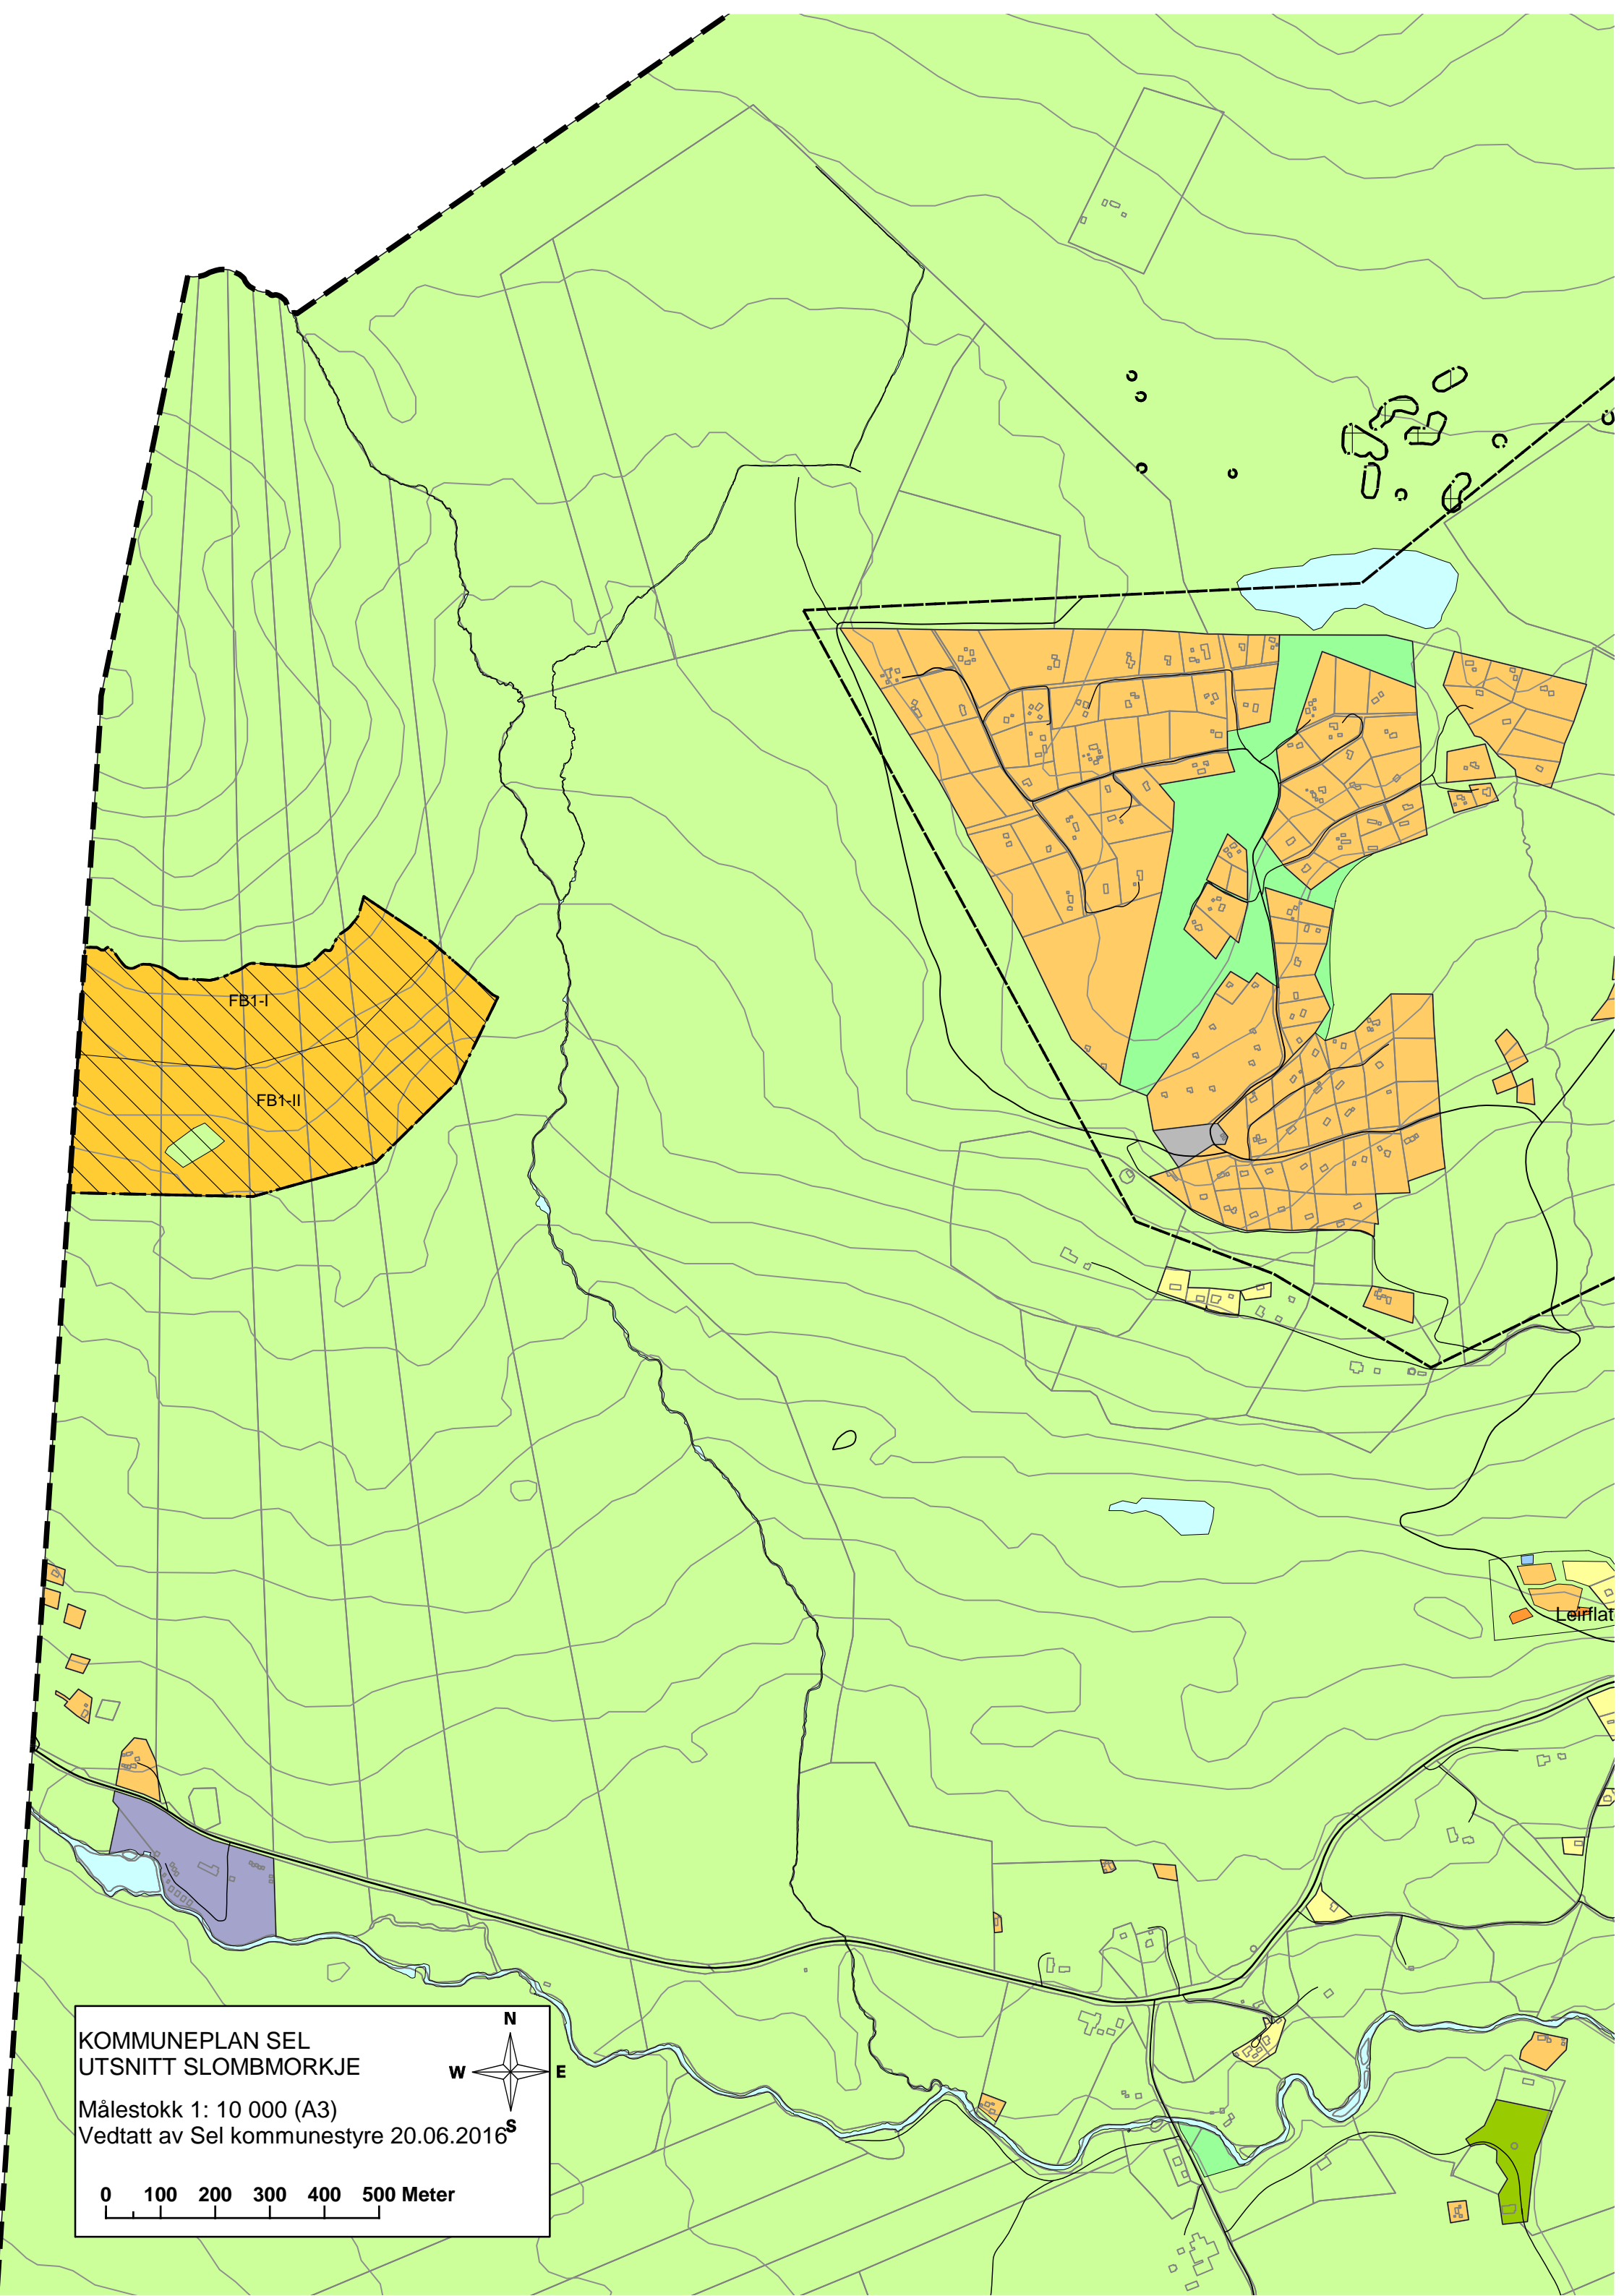 FB1-I
FB1-II
Leirflat
KOMMUNEPLAN SEL
UTSNITT SLOMBMORKJE
Målestokk 1: 10 000 (A3)
Vedtatt av Sel kommunestyre 20.06.2016
N
W E
S
0 100 200 300 400 500 Meter